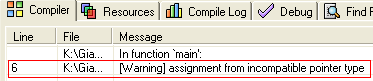 Compiler Resources Compile Log Debug Find R
Line File Message
K:\Gia... In function `main':
6 K:\Gia... [Warning] assignment from incompatible pointer type